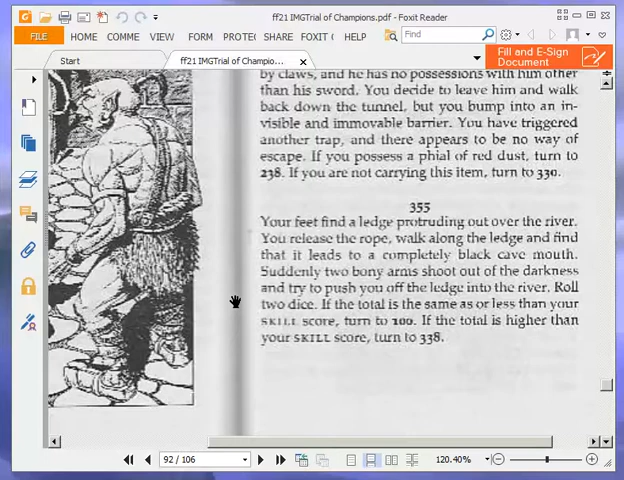 ff21 IMGTrial of Champions.pdf - Foxit Reader
FILE HOME COMME VIEW FORM PROTEC SHARE FOXIT C HELP Find
Start ff21 IMGTrial of Champio... Fill and E-Sign
Document
by claws, and he has no possessions with him other
than his sword. You decide to leave him and walk
back down the tunnel, but you bump into an in-
visible and immovable barrier. You have triggered
another trap, and there appears to be no way of
escape. If you possess a phial of red dust, turn to
238. If you are not carrying this item, turn to 330.
355
Your feet find a ledge protruding out over the river.
You release the rope, walk along the ledge and find
that it leads to a completely black cave mouth.
Suddenly two bony arms shoot out of the darkness
and try to push you off the ledge into the river. Roll
two dice. If the total is the same as or less than your
SKILL score, turn to 100. If the total is higher than
your SKILL score, turn to 338.
92 / 106 120.40%